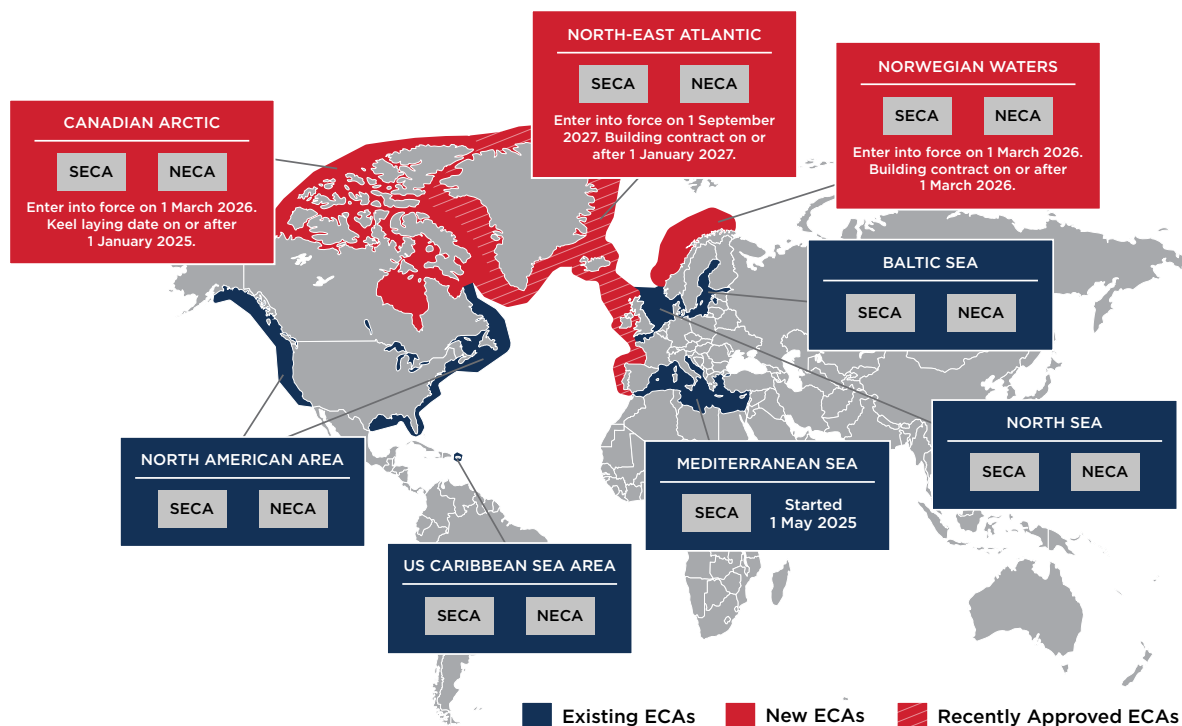 NORTH-EAST ATLANTIC
SECA NECA
Enter into force on 1 September
2027. Building contract on or
after 1 January 2027.
NORWEGIAN WATERS
SECA NECA
Enter into force on 1 March 2026.
Building contract on or after
1 March 2026.
CANADIAN ARCTIC
SECA NECA
Enter into force on 1 March 2026.
Keel laying date on or after
1 January 2025.
BALTIC SEA
SECA NECA
NORTH SEA
SECA NECA
NORTH AMERICAN AREA
SECA NECA
MEDITERRANEAN SEA
SECA
Started
1 May 2025
US CARIBBEAN SEA AREA
SECA NECA
Existing ECAs New ECAs Recently Approved ECAs